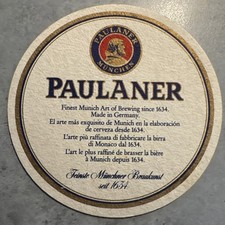 PAULANER
MÜNCHEN
PAULANER
Finest Munich Art of Brewing since 1634.
Made in Germany.
El arte más exquisito de Munich en la elaboración
de cerveza desde 1634.
L'arte più raffinata di fabbricare la birra
di Monaco dal 1634.
L'art le plus raffiné de brasser la bière
à Munich depuis 1634.
Feinste Münchner Braukunst
seit 1634